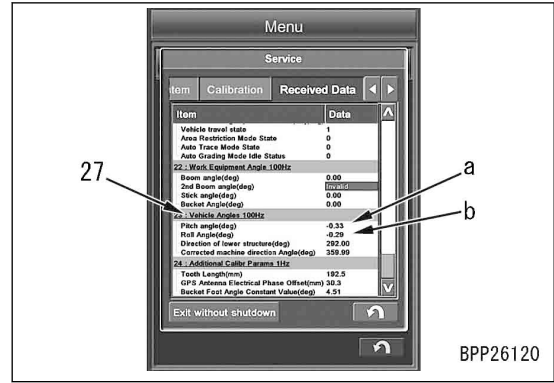 Menu
Service
tem Calibration Received Data
Item Data
Vehicle travel state 1
Area Restriction Mode State 0
Auto Trace Mode State 0
Auto Grading Mode Idle Status 0
22 : Work Equipment Angle 100Hz
Boom angle(deg) 0.00
2nd Boom angle(deg) Invalid
Stick angle(deg) 0.00
Bucket Angle(deg) 0.00
27
23 : Vehicle Angles 100Hz
a
Pitch angle(deg) -0.33
b
Roll Angle(deg) -0.29
Direction of lower structure(deg) 292.00
Corrected machine direction Angle(deg) 359.99
24 : Additional Calibr Params 1Hz
Tooth Length(mm) 192.5
GPS Antenna Electrical Phase Offset(mm) 30.3
Bucket Foot Angle Constant Value(deg) 4.51
Exit without shutdown
BPP26120